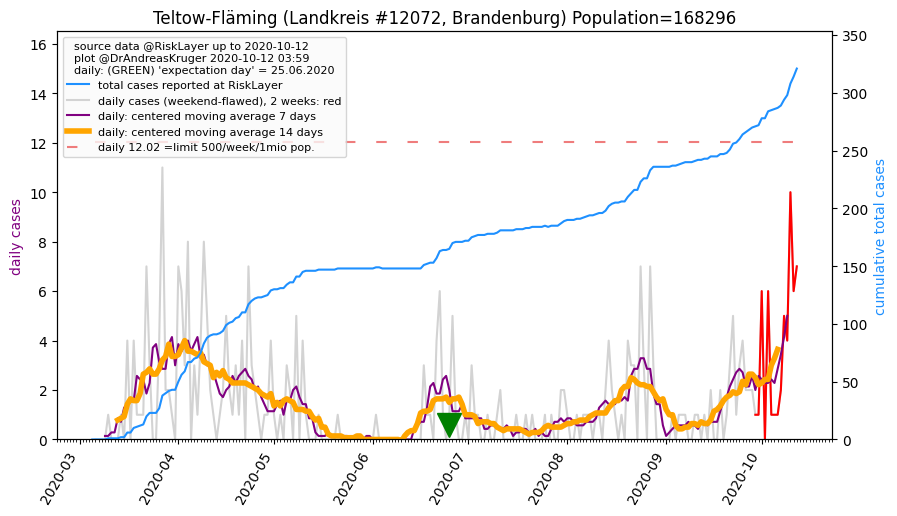 Teltow-Fläming (Landkreis #12072, Brandenburg) Population=168296
source data @RiskLayer up to 2020-10-12
plot @DrAndreasKruger 2020-10-12 03:59
daily: (GREEN) 'expectation day' = 25.06.2020
total cases reported at RiskLayer
daily cases (weekend-flawed), 2 weeks: red
daily: centered moving average 7 days
daily: centered moving average 14 days
daily 12.02 =limit 500/week/1mio pop.
daily cases
16
14
12
10
8
6
4
2
0
cumulative total cases
350
300
250
200
150
100
50
0
2020-03
2020-04
2020-05
2020-06
2020-07
2020-08
2020-09
2020-10